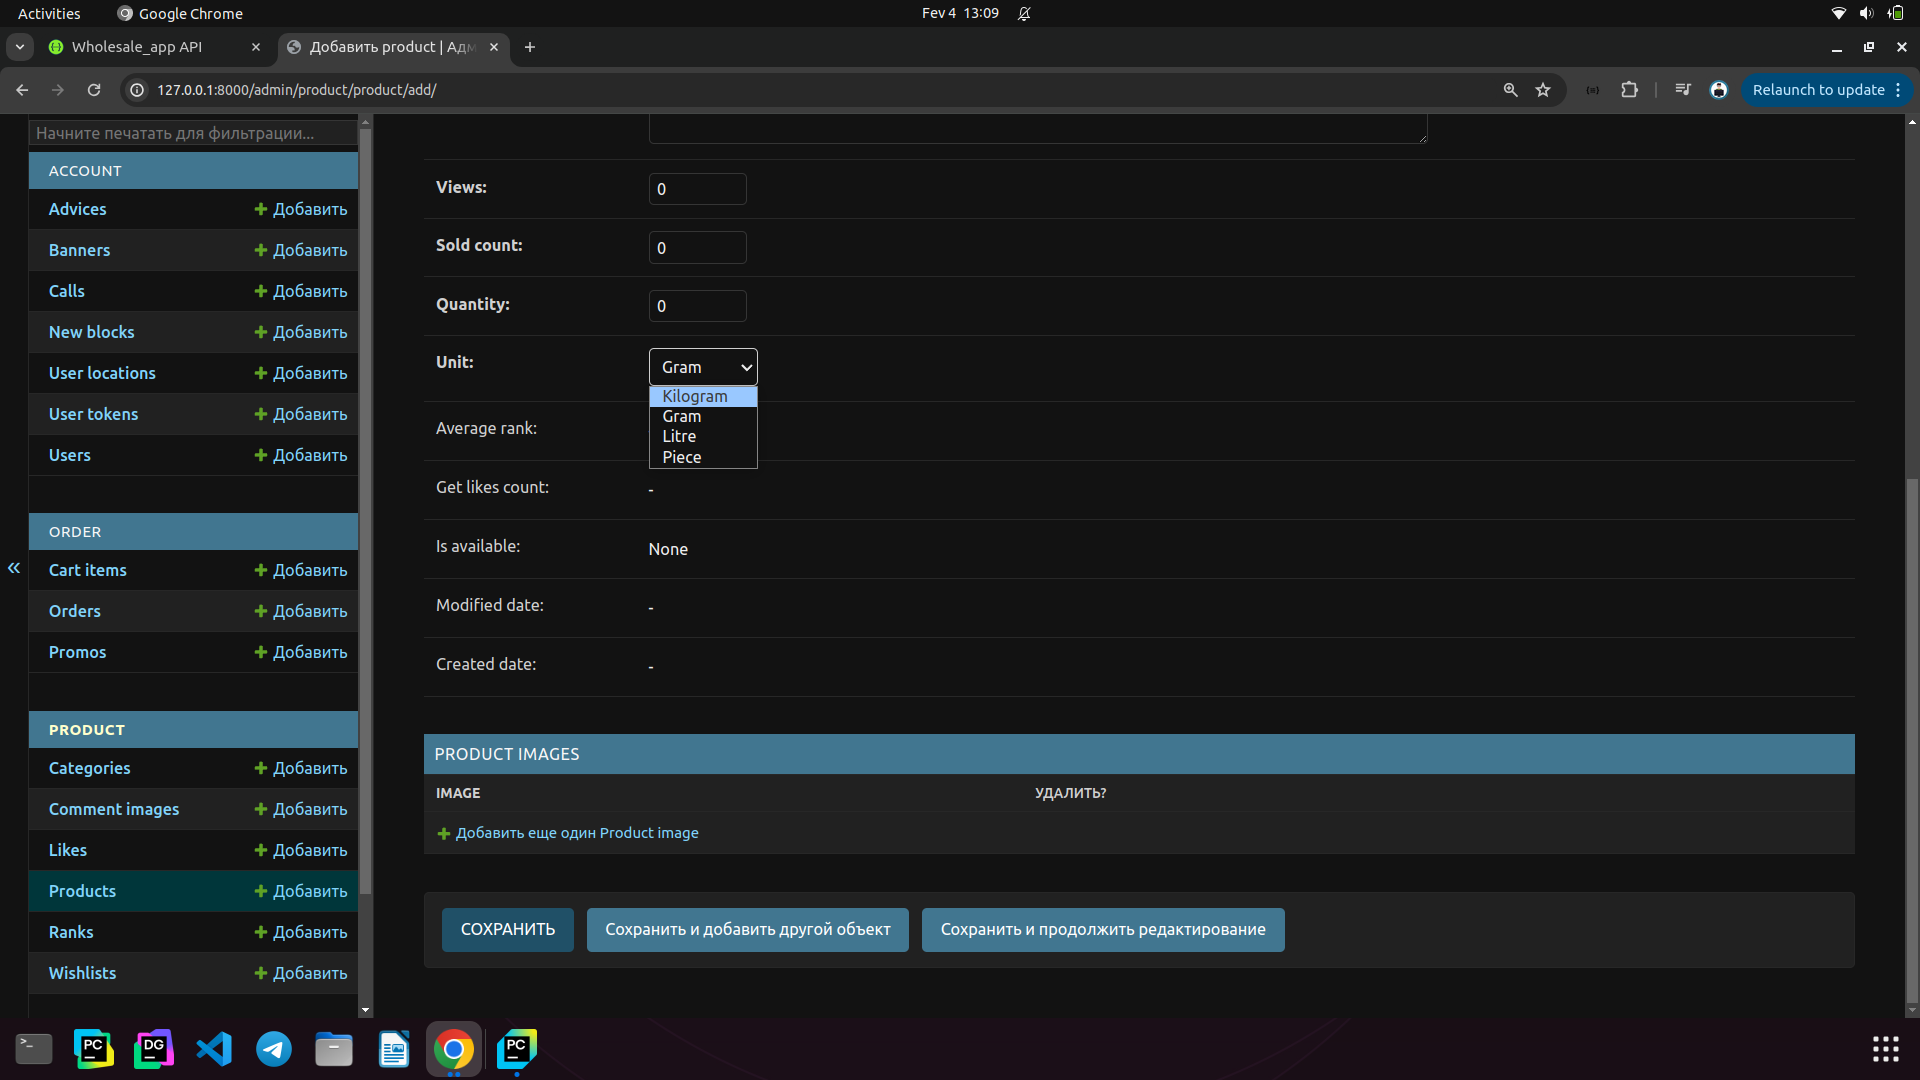 Activities
Google Chrome
Fev 4 13:09
Wholesale_app API
Добавить product | Адм
127.0.0.1:8000/admin/product/product/add/
Relaunch to update
Начните печатать для фильтрации...
ACCOUNT
Advices
Добавить
Banners
Добавить
Calls
Добавить
New blocks
Добавить
User locations
Добавить
User tokens
Добавить
Users
Добавить
ORDER
Cart items
Добавить
Orders
Добавить
Promos
Добавить
PRODUCT
Categories
Добавить
Comment images
Добавить
Likes
Добавить
Products
Добавить
Ranks
Добавить
Wishlists
Добавить
«
Views:
0
Sold count:
0
Quantity:
0
Unit:
Gram
Kilogram
Gram
Litre
Piece
Average rank:
Get likes count:
-
Is available:
None
Modified date:
-
Created date:
-
PRODUCT IMAGES
IMAGE
УДАЛИТЬ?
Добавить еще один Product image
СОХРАНИТЬ
Сохранить и добавить другой объект
Сохранить и продолжить редактирование
PC
DG
PC